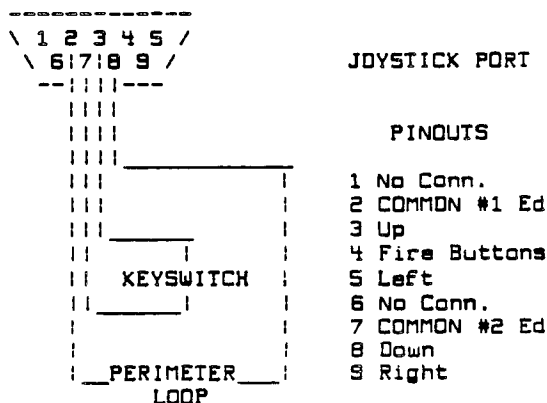 1 2 3 4 5
6 7 8 9
JOYSTICK PORT
PINOUTS
1 No Conn.
2 COMMON #1 Ed
3 Up
4 Fire Buttons
5 Left
6 No Conn.
7 COMMON #2 Ed
8 Down
9 Right
KEYSWITCH
PERIMETER
LOOP